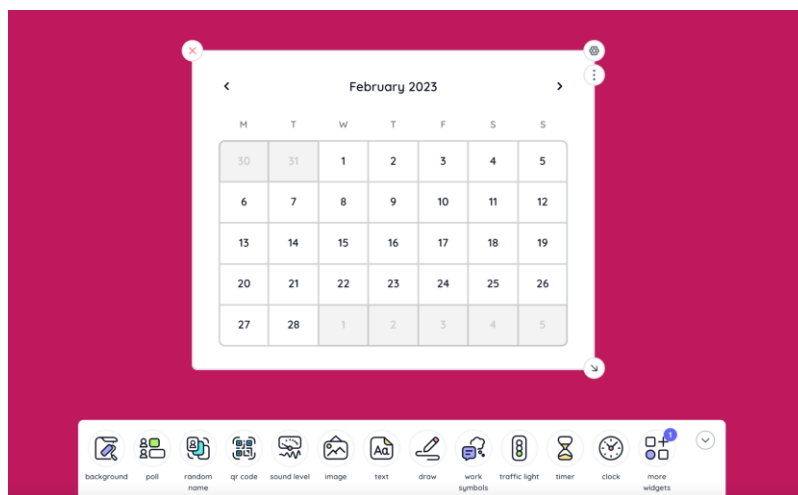 February 2023
M T W T F S S
30 31 1 2 3 4 5
6 7 8 9 10 11 12
13 14 15 16 17 18 19
20 21 22 23 24 25 26
27 28 1 2 3 4 5
Aa
1
background poll random name qr code sound level image text draw work symbols traffic light timer clock more widgets